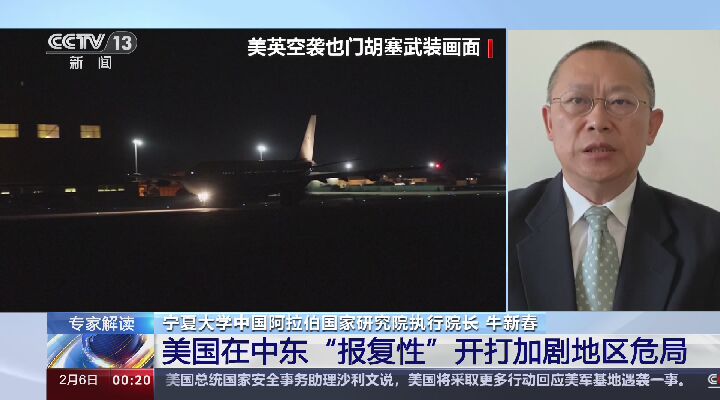 CCTV 13
新闻
美英空袭也门胡塞武装画面
专家解读
宁夏大学中国阿拉伯国家研究院执行院长 牛新春
美国在中东“报复性”开打加剧地区危局
2月6日 00:20
美国总统国家安全事务助理沙利文说，美国将采取更多行动回应美军基地遇袭一事。